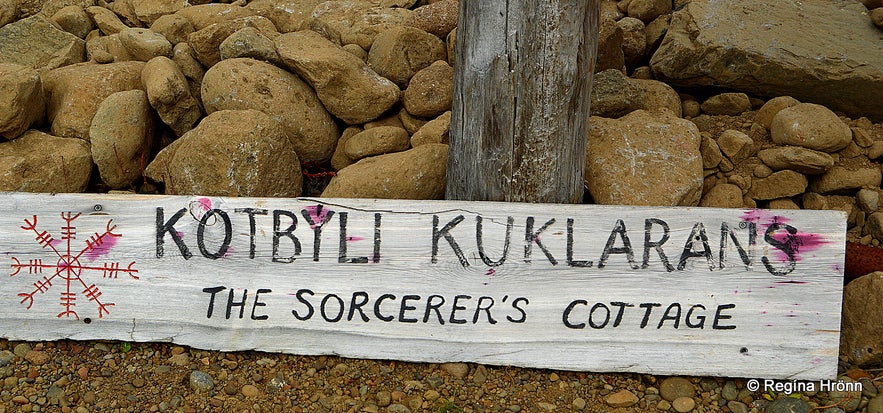 KOTBÝLI KUKLARANS
THE SORCERER'S COTTAGE
© Regina Hrönn